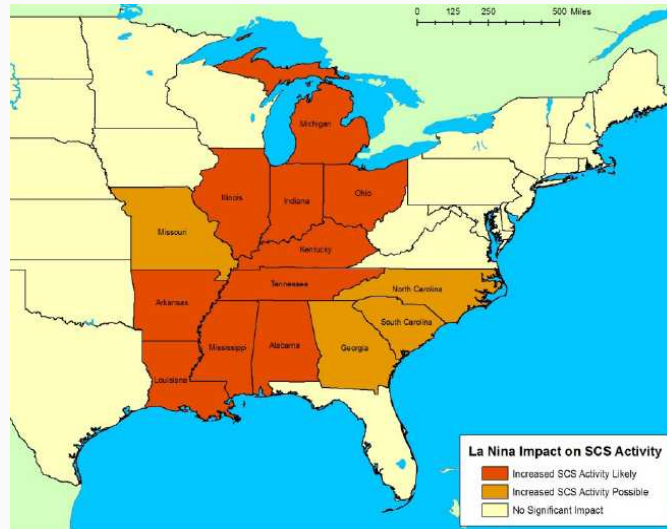 0 125 250 500 Miles
Michigan
Illinois
Indiana
Ohio
Missouri
Kentucky
Tennessee
North Carolina
Arkansas
South Carolina
Mississippi
Alabama
Georgia
Louisiana
La Nina Impact on SCS Activity
Increased SCS Activity Likely
Increased SCS Activity Possible
No Significant Impact